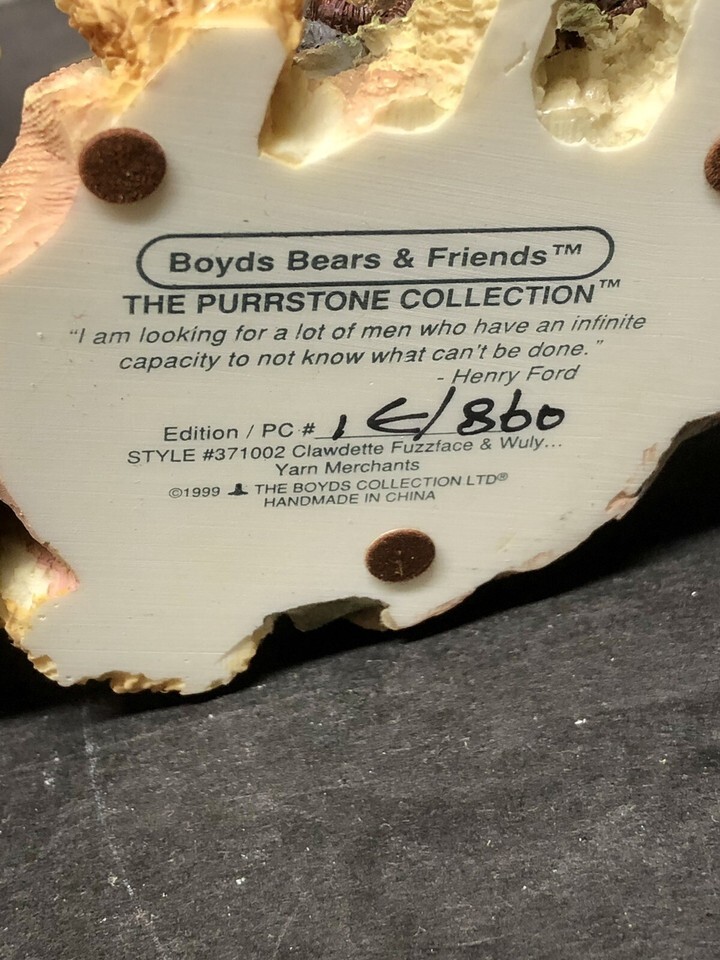 Boyds Bears & Friends™
THE PURRSTONE COLLECTION™
"I am looking for a lot of men who have an infinite
capacity to not know what can't be done."
- Henry Ford
Edition / PC # 1E/860
STYLE #371002 Clawdette Fuzzface & Wuly...
Yarn Merchants
©1999 THE BOYDS COLLECTION LTD®
HANDMADE IN CHINA